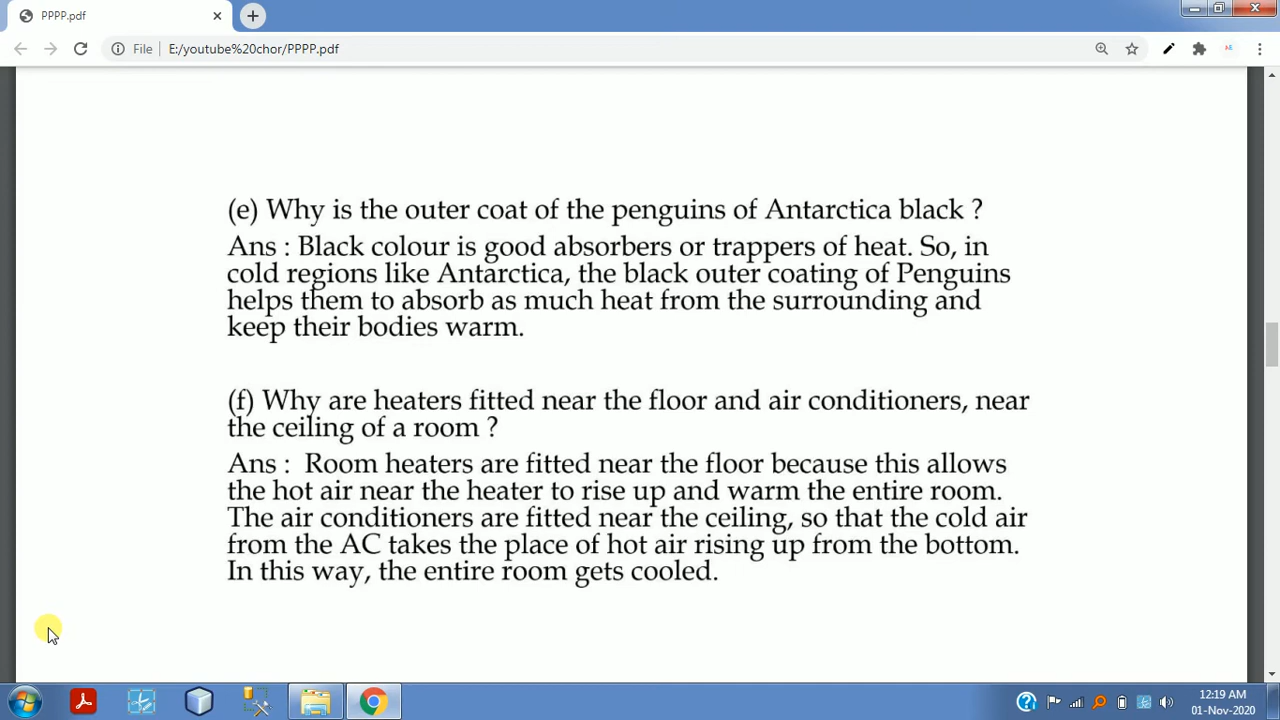 PPPP.pdf
File
E:/youtube%20chor/PPPP.pdf
(e) Why is the outer coat of the penguins of Antarctica black ?
Ans : Black colour is good absorbers or trappers of heat. So, in
cold regions like Antarctica, the black outer coating of Penguins
helps them to absorb as much heat from the surrounding and
keep their bodies warm.
(f) Why are heaters fitted near the floor and air conditioners, near
the ceiling of a room ?
Ans : Room heaters are fitted near the floor because this allows
the hot air near the heater to rise up and warm the entire room.
The air conditioners are fitted near the ceiling, so that the cold air
from the AC takes the place of hot air rising up from the bottom.
In this way, the entire room gets cooled.
12:19 AM
01-Nov-2020